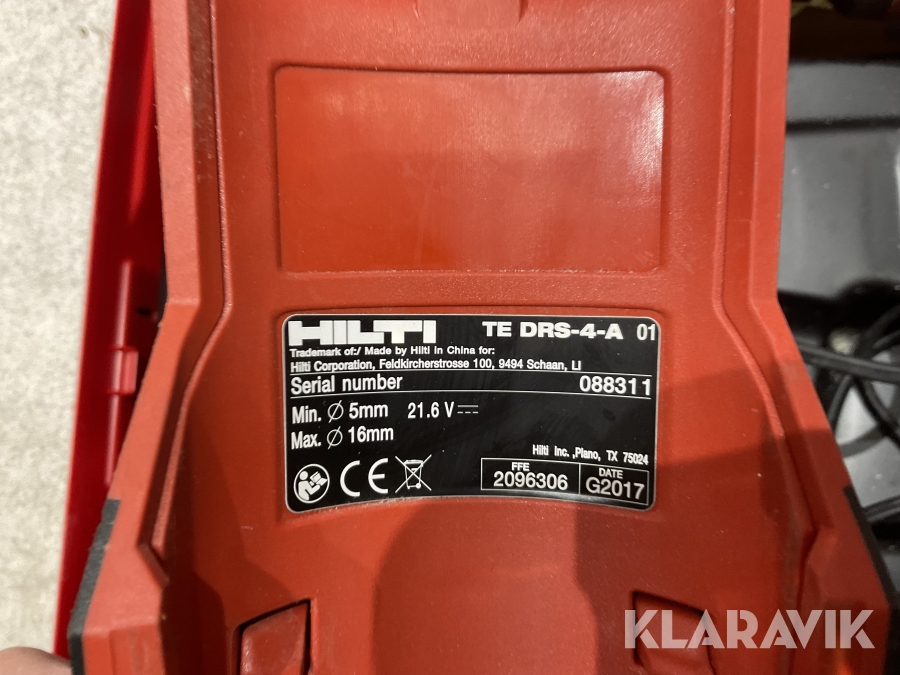 HILTI TE DRS-4-A 01
Trademark of:/ Made by Hilti in China for:
Hilti Corporation, Feldkircherstrosse 100, 9494 Schaan, LI
Serial number 088311
Min. Ø 5mm 21.6 V ⎓
Max. Ø 16mm
Hilti Inc. ,Plano, TX 75024
FFE DATE
2096306 G2017
CE
KLARAVIK